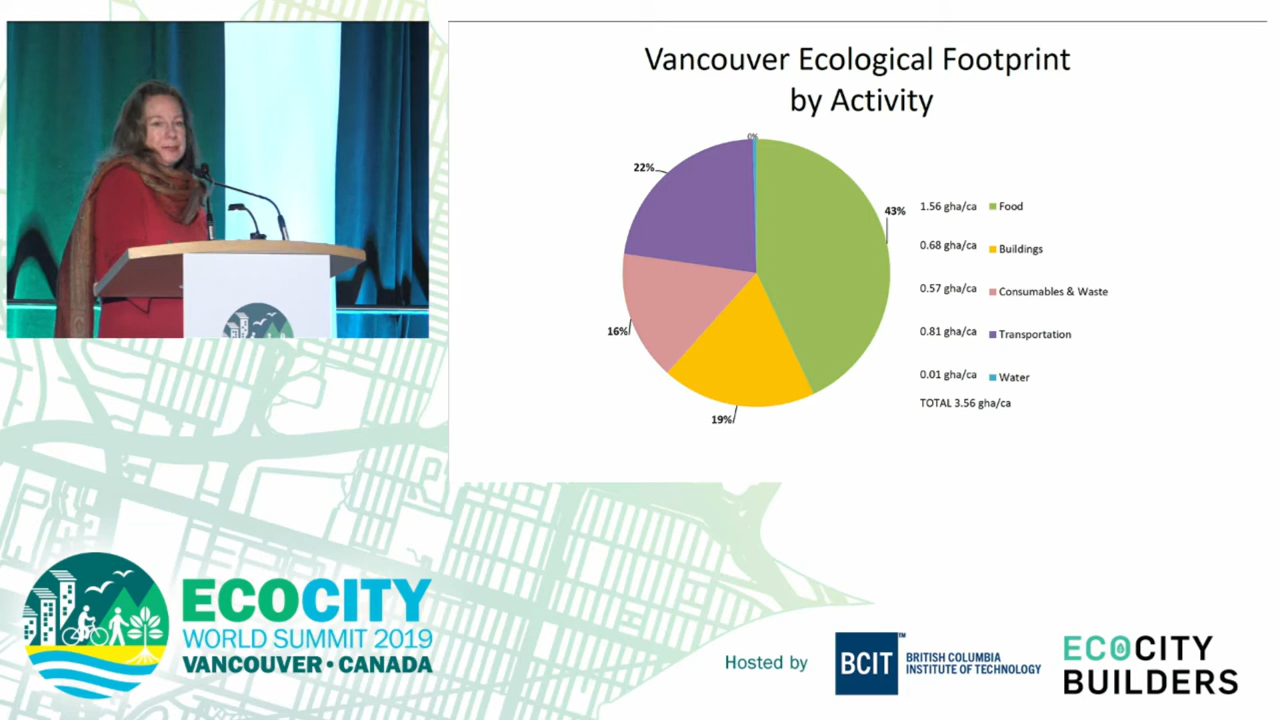 Vancouver Ecological Footprint
by Activity
0%
22%
43%
16%
19%
1.56 gha/ca Food
0.68 gha/ca Buildings
0.57 gha/ca Consumables & Waste
0.81 gha/ca Transportation
0.01 gha/ca Water
TOTAL 3.56 gha/ca
ECOCITY
WORLD SUMMIT 2019
VANCOUVER • CANADA
Hosted by
BCIT™
BRITISH COLUMBIA
INSTITUTE OF TECHNOLOGY
ECOCITY
BUILDERS